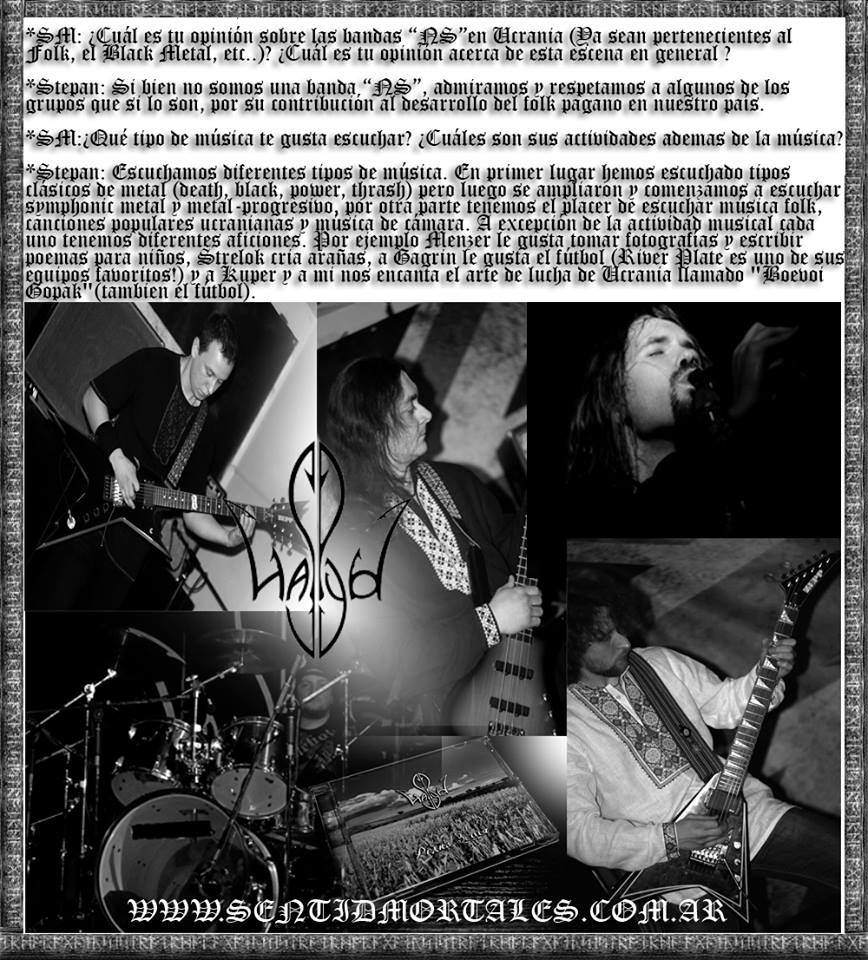 *SM: ¿Cuál es tu opinión sobre las bandas “NS”en Ucrania (Ya sean pertenecientes al
Folk, el Black Metal, etc..)? ¿Cuál es tu opinión acerca de esta escena en general ?
*Stepan: Si bien no somos una banda,“NS”, admiramos y respetamos a algunos de los
grupos que si lo son, por su contribución al desarrollo del folk pagano en nuestro país.
*SM:¿Qué tipo de música te gusta escuchar? ¿Cuáles son sus actividades ademas de la música?
*Stepan: Escuchamos diferentes tipos de música. En primer lugar hemos escuchado tipos
clásicos de metal (death, black, power, thrash) pero luego se ampliaron y comenzamos a escuchar
symphonic metal y metal-progresivo, por otra parte tenemos el placer de escuchar música folk,
canciones populares ucranianas y música de cámara. A excepción de la actividad musical cada
uno tenemos diferentes aficiones. Por ejemplo Menzer le gusta tomar fotografías y escribir
poemas para niños, Strelok cría arañas, a Gagrin le gusta el fútbol (River Plate es uno de sus
equipos favoritos!) y a Kuper y a mi nos encanta el arte de lucha de Ucrania llamado "Boevoi
Gopak"(tambien el fútbol).
WWW.SENTIDMORTALES.COM.AR